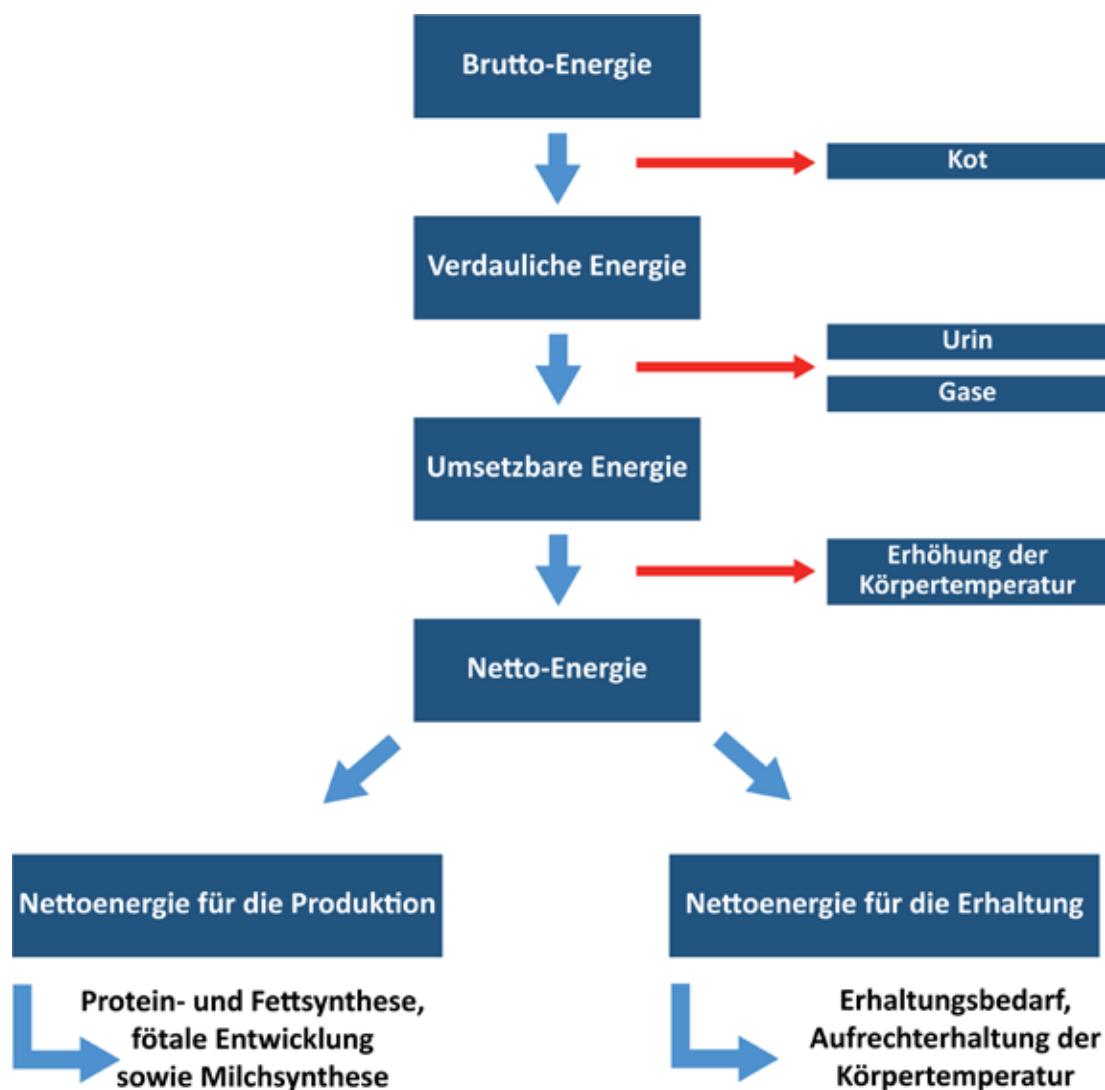 Brutto-Energie
Kot
Verdauliche Energie
Urin
Gase
Umsetzbare Energie
Erhöhung der
Körpertemperatur
Netto-Energie
Nettoenergie für die Produktion
Nettoenergie für die Erhaltung
Protein- und Fettsynthese,
fötale Entwicklung
sowie Milchsynthese
Erhaltungsbedarf,
Aufrechterhaltung der
Körpertemperatur